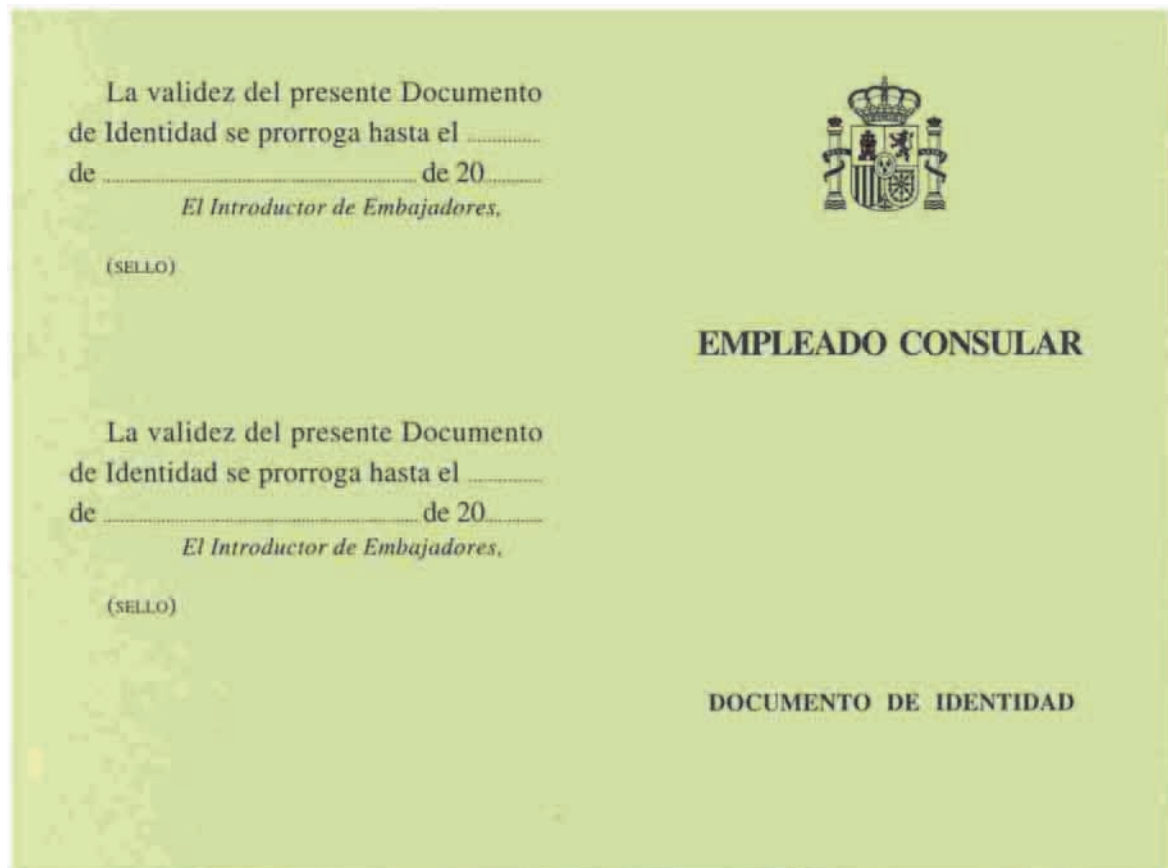 La validez del presente Documento
de Identidad se prorroga hasta el ............
de .................................................... de 20..........
El Introductor de Embajadores,
(SELLO)
La validez del presente Documento
de Identidad se prorroga hasta el ............
de .................................................... de 20..........
El Introductor de Embajadores,
(SELLO)
EMPLEADO CONSULAR
DOCUMENTO DE IDENTIDAD